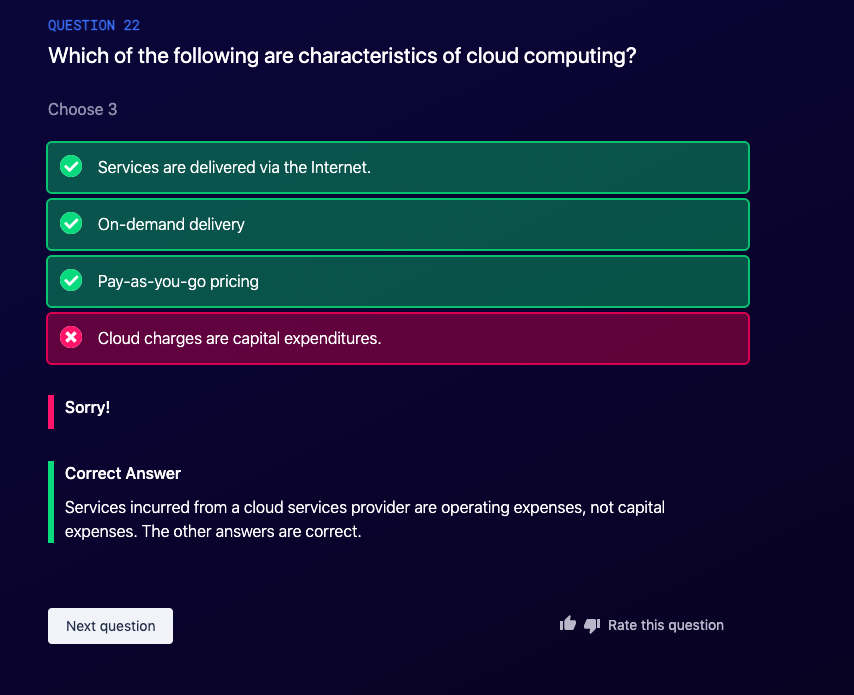 QUESTION 22
Which of the following are characteristics of cloud computing?
Choose 3
Services are delivered via the Internet.
On-demand delivery
Pay-as-you-go pricing
Cloud charges are capital expenditures.
Sorry!
Correct Answer
Services incurred from a cloud services provider are operating expenses, not capital
expenses. The other answers are correct.
Next question
Rate this question